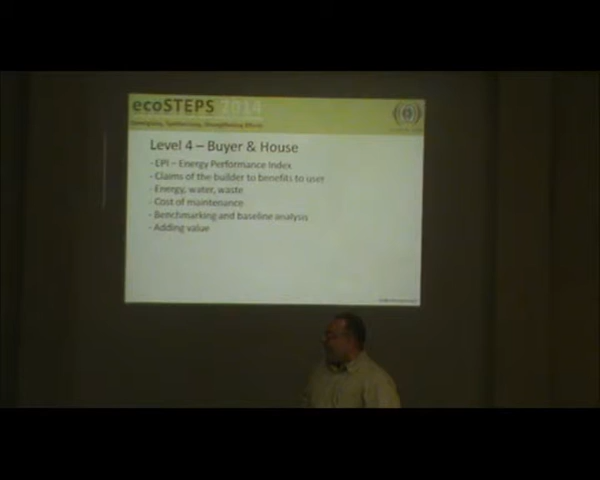 ecoSTEPS 2014
Level 4 – Buyer & House
- EPI – Energy Performance Index
- Claims of the builder to benefits to user
- Energy, water, waste
- Cost of maintenance
- Benchmarking and baseline analysis
- Adding value